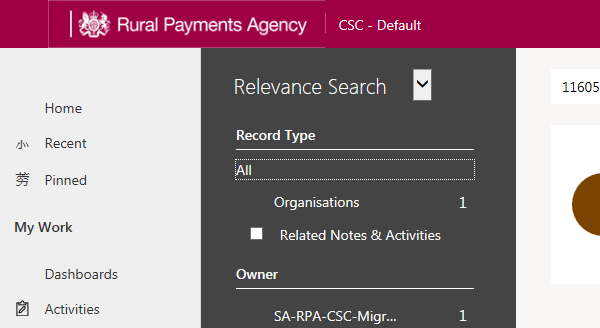 Rural Payments Agency CSC - Default
Relevance Search
11605
Home
Record Type
Recent
All
Pinned
Organisations 1
Related Notes & Activities
My Work
Owner
Dashboards
Activities
SA-RPA-CSC-Migr... 1